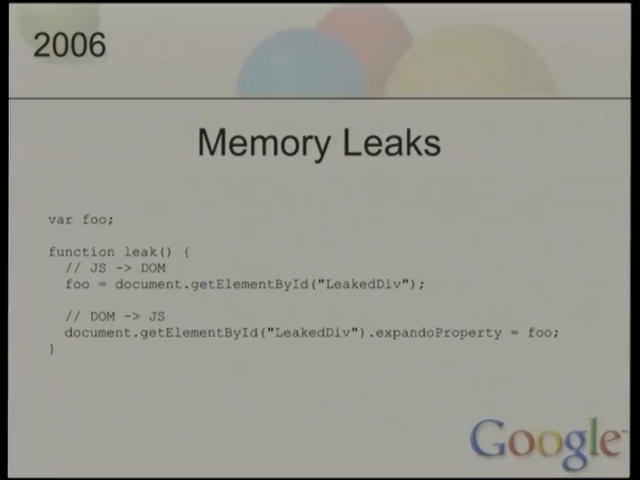 2006
Memory Leaks
var foo;
function leak() {
// JS -> DOM
foo = document.getElementById("LeakedDiv");
// DOM -> JS
document.getElementById("LeakedDiv").expandoProperty = foo;
}
Google